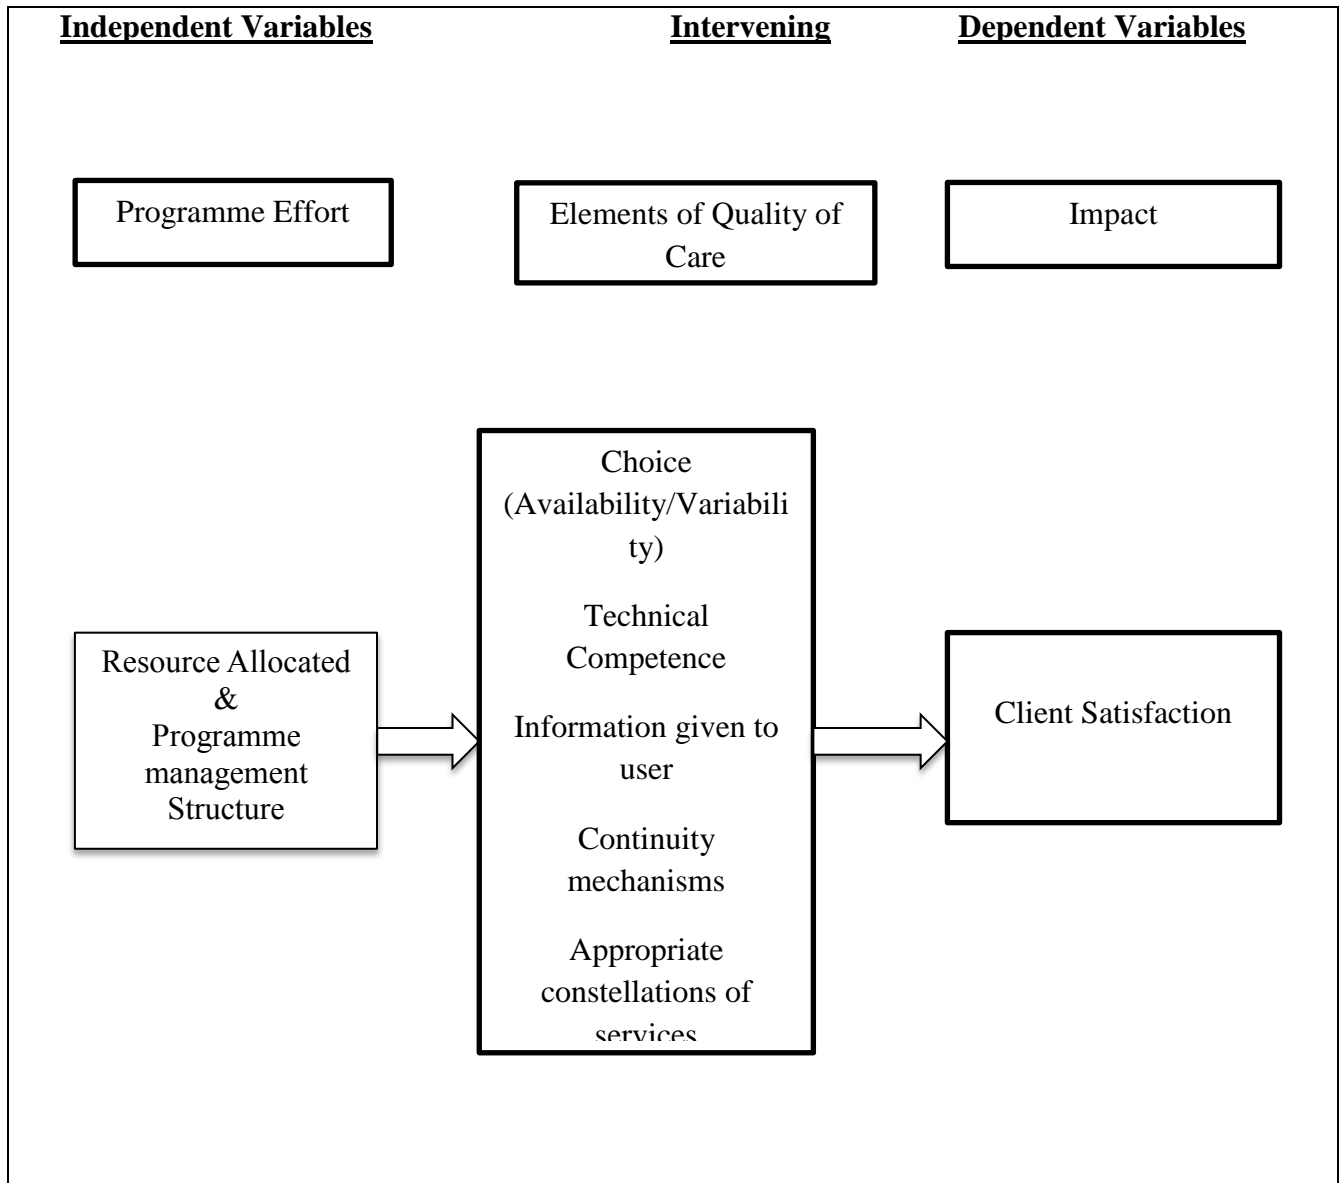 Independent Variables
Intervening
Dependent Variables
Programme Effort
Elements of Quality of
Care
Impact
Choice
(Availability/Variabili
ty)
Technical
Competence
Information given to
user
Continuity
mechanisms
Appropriate
constellations of
services
Resource Allocated
&
Programme
management
Structure
Client Satisfaction